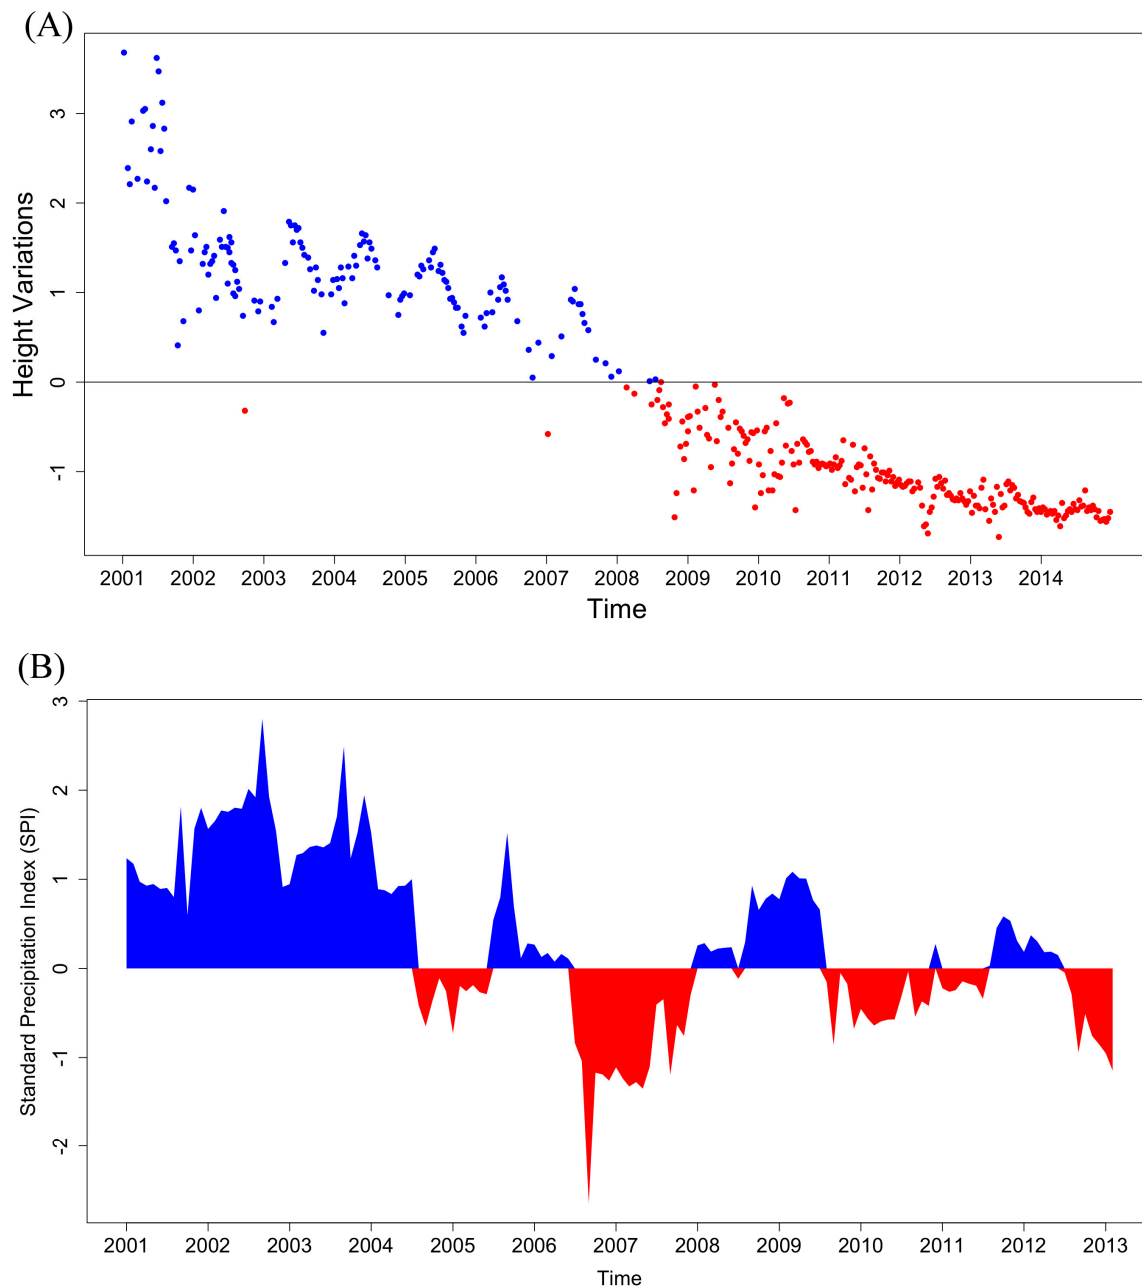 (A)
Height Variations
3
2
1
0
-1
2001 2002 2003 2004 2005 2006 2007 2008 2009 2010 2011 2012 2013 2014
Time
(B)
Standard Precipitation Index (SPI)
3
2
1
0
-1
-2
2001 2002 2003 2004 2005 2006 2007 2008 2009 2010 2011 2012 2013
Time